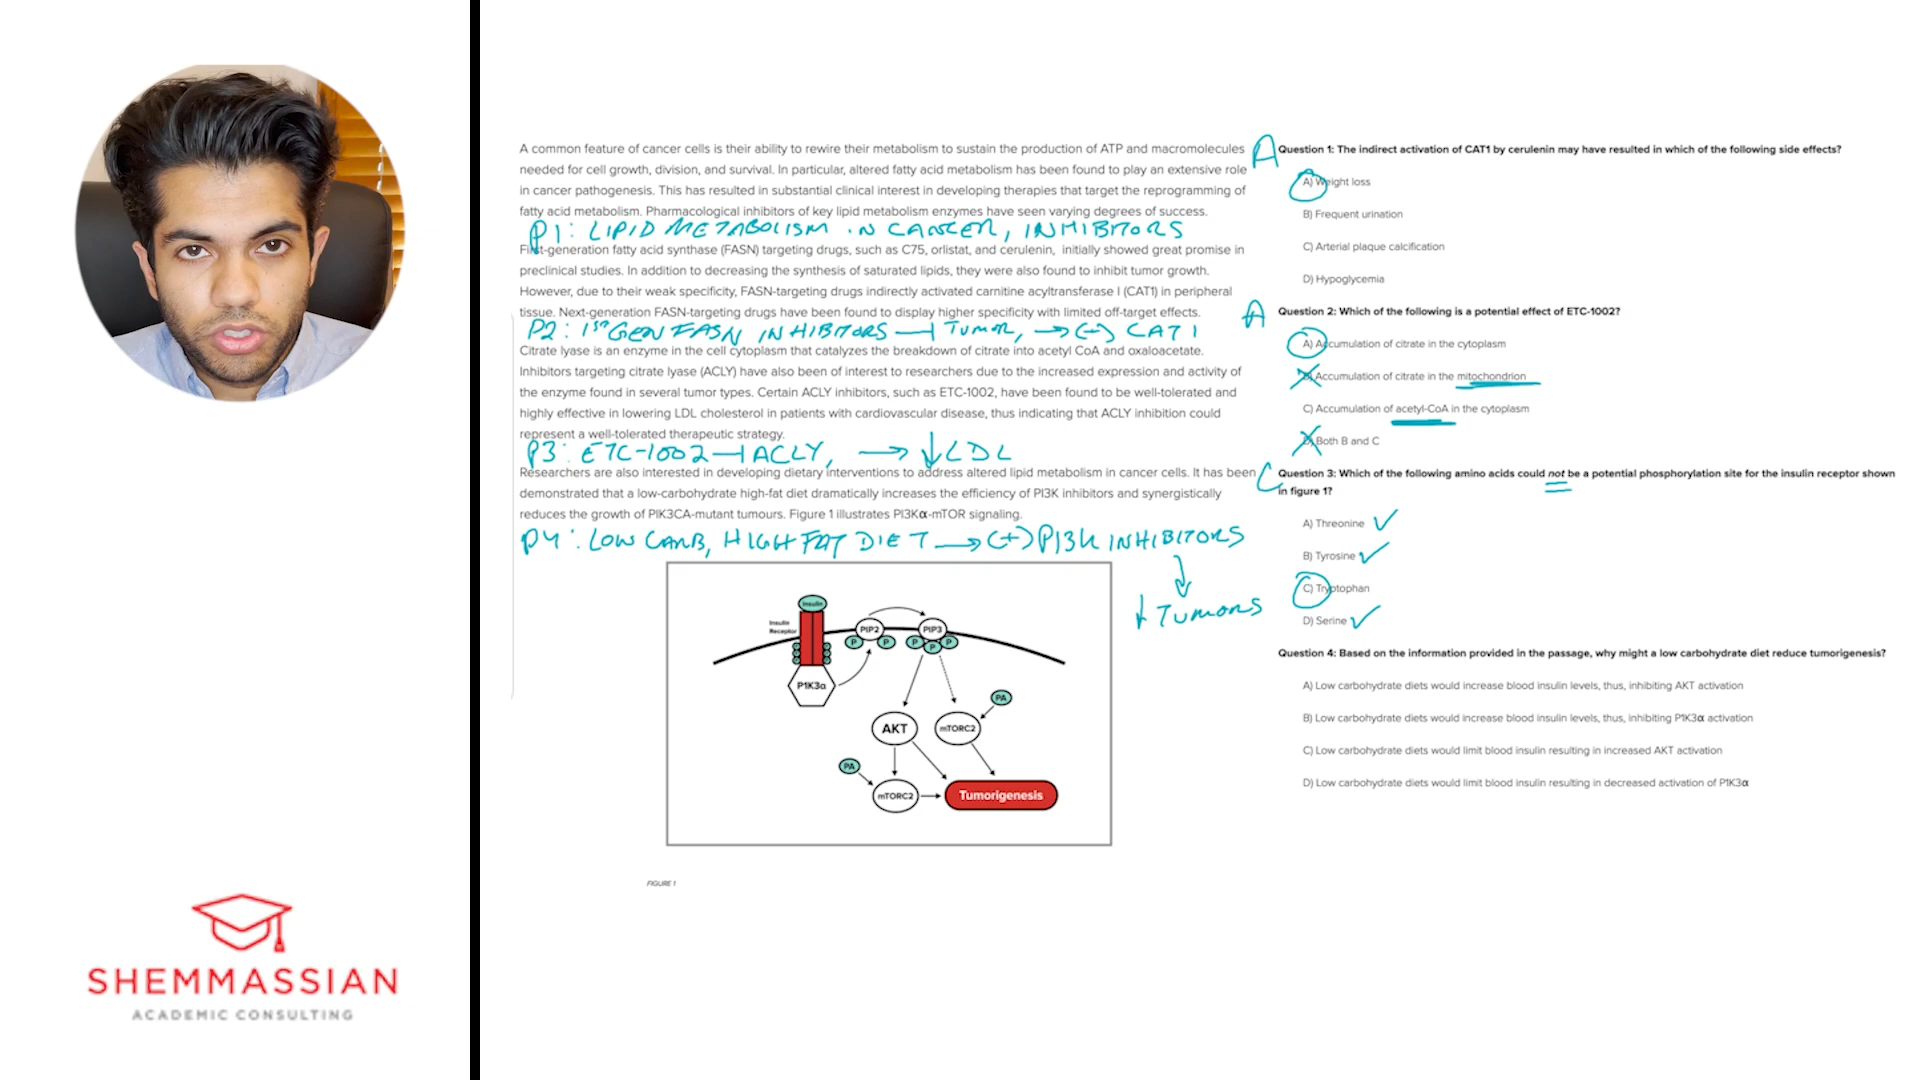 A common feature of cancer cells is their ability to rewire their metabolism to sustain the production of ATP and macromolecules
needed for cell growth, division, and survival. In particular, altered fatty acid metabolism has been found to play an extensive role
in cancer pathogenesis. This has resulted in substantial clinical interest in developing therapies that target the reprogramming of
fatty acid metabolism. Pharmacological inhibitors of key lipid metabolism enzymes have seen varying degrees of success.
P1: LIPID METABOLISM IN CANCER, INHIBITORS
First-generation fatty acid synthase (FASN) targeting drugs, such as C75, orlistat, and cerulenin, initially showed great promise in
preclinical studies. In addition to decreasing the synthesis of saturated lipids, they were also found to inhibit tumor growth.
However, due to their weak specificity, FASN-targeting drugs indirectly activated carnitine acyltransferase I (CAT1) in peripheral
tissue. Next-generation FASN-targeting drugs have been found to display higher specificity with limited off-target effects.
P2: 1ST GEN FASN INHIBITORS ⊣ TUMOR, → (+) CAT1
Citrate lyase is an enzyme in the cell cytoplasm that catalyzes the breakdown of citrate into acetyl CoA and oxaloacetate.
Inhibitors targeting citrate lyase (ACLY) have also been of interest to researchers due to the increased expression and activity of
the enzyme found in several tumor types. Certain ACLY inhibitors, such as ETC-1002, have been found to be well-tolerated and
highly effective in lowering LDL cholesterol in patients with cardiovascular disease, thus indicating that ACLY inhibition could
represent a well-tolerated therapeutic strategy.
P3: ETC-1002 ⊣ ACLY, → ↓ LDL
Researchers are also interested in developing dietary interventions to address altered lipid metabolism in cancer cells. It has been
demonstrated that a low-carbohydrate high-fat diet dramatically increases the efficiency of PI3K inhibitors and synergistically
reduces the growth of PIK3CA-mutant tumours. Figure 1 illustrates PI3Kα-mTOR signaling.
P4: LOW CARB, HIGH FAT DIET → (+) PI3K INHIBITORS
↓ TUMORS
Insulin
Insulin
Receptor
P1K3α
PIP2
P P
PIP3
P P P
AKT
mTORC2
PA
PA
mTORC2
Tumorigenesis
FIGURE 1
A
Question 1: The indirect activation of CAT1 by cerulenin may have resulted in which of the following side effects?
A) Weight loss
B) Frequent urination
C) Arterial plaque calcification
D) Hypoglycemia
A
Question 2: Which of the following is a potential effect of ETC-1002?
A) Accumulation of citrate in the cytoplasm
B) Accumulation of citrate in the mitochondrion
C) Accumulation of acetyl-CoA in the cytoplasm
D) Both B and C
C
Question 3: Which of the following amino acids could not be a potential phosphorylation site for the insulin receptor shown
in figure 1?
A) Threonine
B) Tyrosine
C) Tryptophan
D) Serine
Question 4: Based on the information provided in the passage, why might a low carbohydrate diet reduce tumorigenesis?
A) Low carbohydrate diets would increase blood insulin levels, thus, inhibiting AKT activation
B) Low carbohydrate diets would increase blood insulin levels, thus, inhibiting P1K3α activation
C) Low carbohydrate diets would limit blood insulin resulting in increased AKT activation
D) Low carbohydrate diets would limit blood insulin resulting in decreased activation of P1K3α
SHEMMASSIAN
ACADEMIC CONSULTING